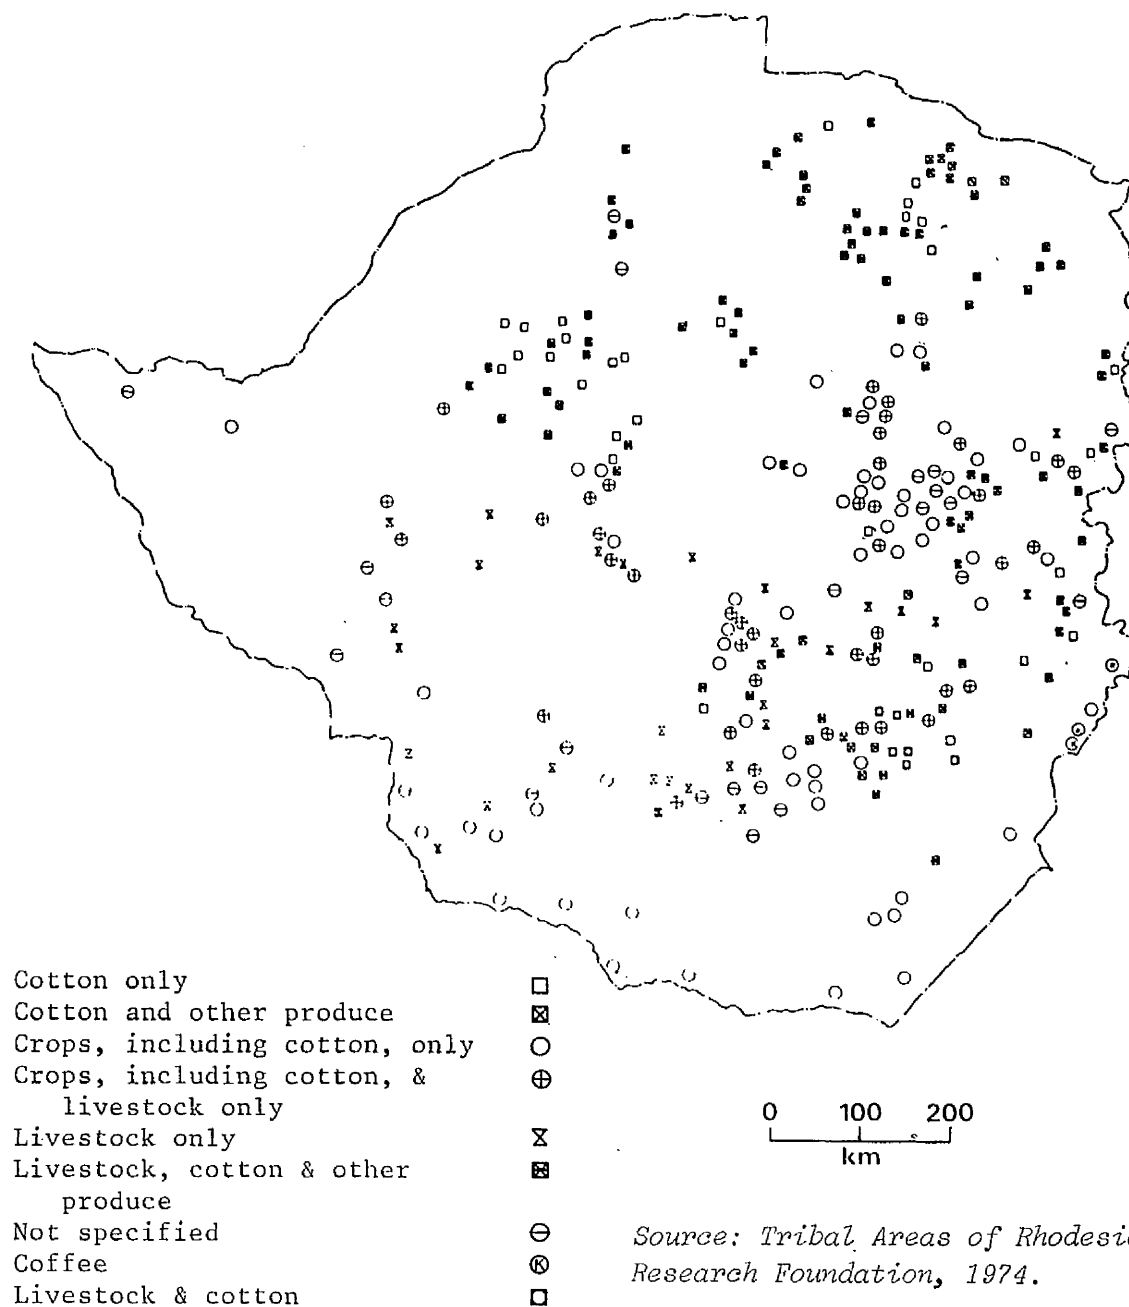 Cotton only
Cotton and other produce
Crops, including cotton, only
Crops, including cotton, &
livestock only
Livestock only
Livestock, cotton & other
produce
Not specified
Coffee
Livestock & cotton
0 100 200
km
Source: Tribal Areas of Rhodesi
Research Foundation, 1974.